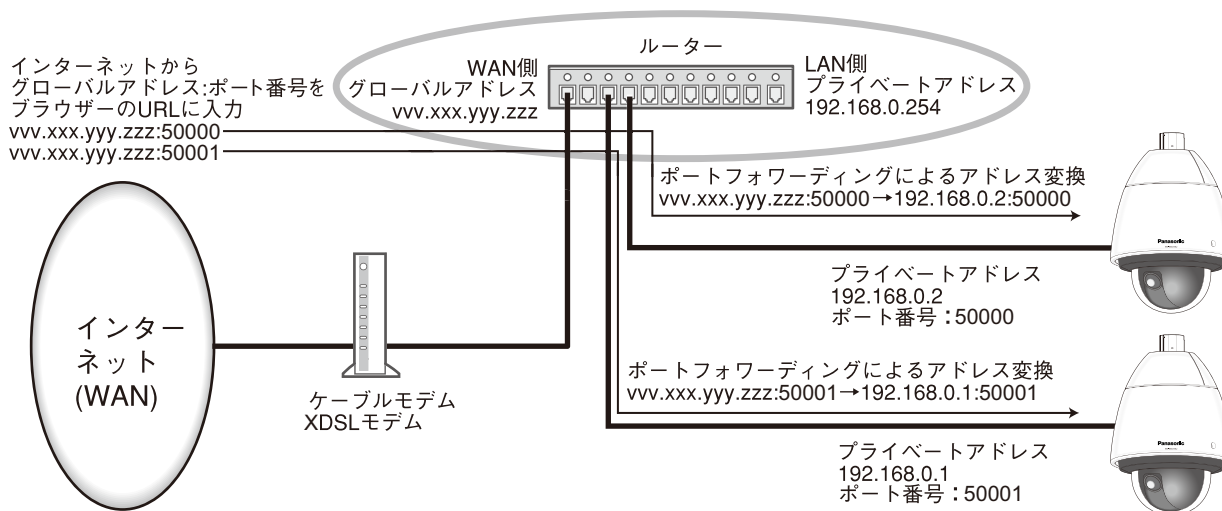 インターネットから
グローバルアドレス:ポート番号を
ブラウザーのURLに入力
vvv.xxx.yyy.zzz:50000
vvv.xxx.yyy.zzz:50001
ルーター
WAN側
グローバルアドレス
vvv.xxx.yyy.zzz
LAN側
プライベートアドレス
192.168.0.254
ポートフォワーディングによるアドレス変換
vvv.xxx.yyy.zzz:50000→192.168.0.2:50000
Panasonic
プライベートアドレス
192.168.0.2
ポート番号：50000
インター
ネット
(WAN)
ケーブルモデム
XDSLモデム
ポートフォワーディングによるアドレス変換
vvv.xxx.yyy.zzz:50001→192.168.0.1:50001
Panasonic
プライベートアドレス
192.168.0.1
ポート番号：50001